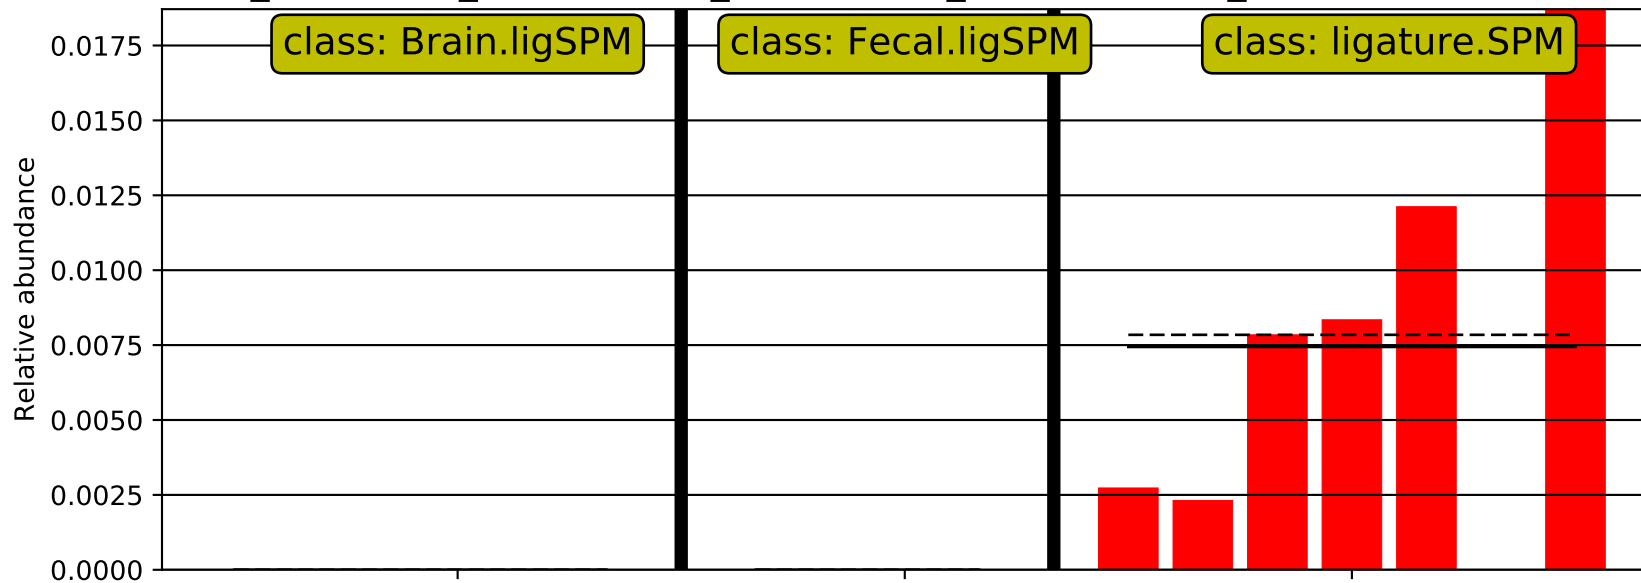 class: Brain.ligSPM
class: Fecal.ligSPM
class: ligature.SPM
0.0175
0.0150
0.0125
0.0100
0.0075
0.0050
0.0025
0.0000
Relative abundance